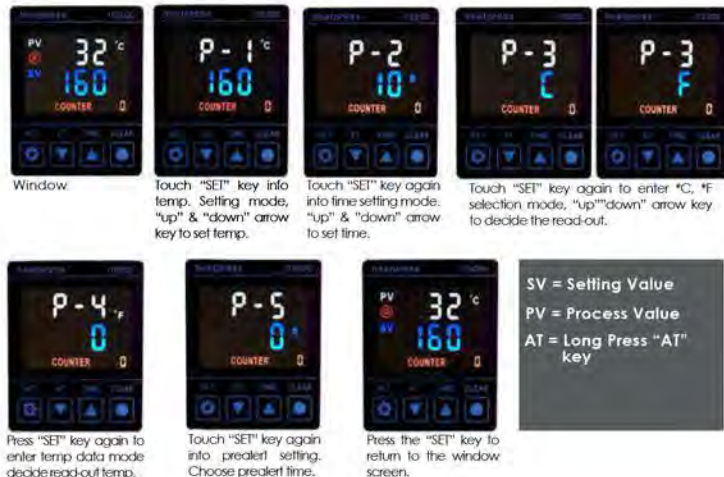 PV 32 °C
SV 160
COUNTER 0
P-1 °C
160
COUNTER 0
P-2
10
COUNTER 0
P-3
C
COUNTER 0
P-3
F
COUNTER 0
CLEAR
Window
Touch "SET" key into
temp. Setting mode,
"up" & "down" arrow
key to set temp.
Touch "SET" key again
into time setting mode.
"up" & "down" arrow
to set time.
Touch "SET" key again to enter °C, °F
selection mode, "up""down" arrow key
to decide the read-out.
P-4 °F
0
COUNTER 0
P-5
0
COUNTER 0
PV 32 °C
SV 160
COUNTER 0
Press "SET" key again to
enter temp data mode
decide read-out temp.
Touch "SET" key again
into prealert setting.
Choose prealert time.
Press the "SET" key to
return to the window
screen.
SV = Setting Value
PV = Process Value
AT = Long Press "AT"
key